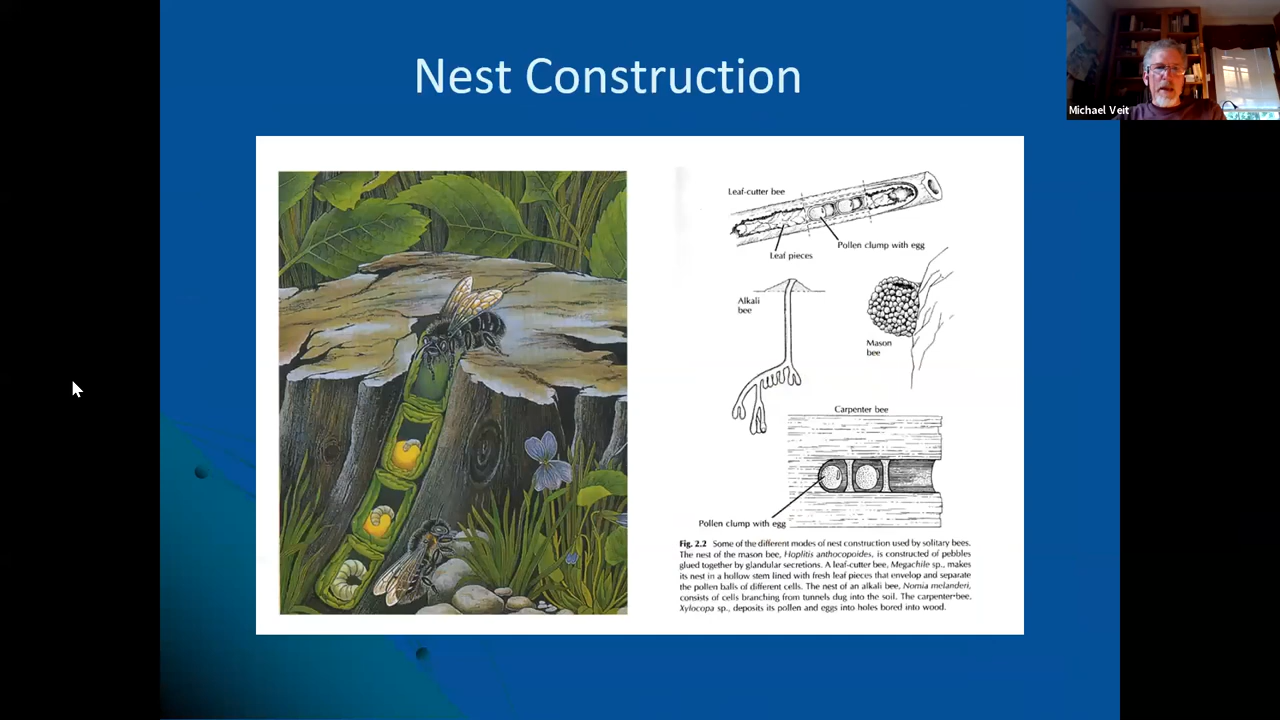 Nest Construction
Michael Veit
Leaf-cutter bee
Pollen clump with egg
Leaf pieces
Alkali
bee
Mason
bee
Carpenter bee
Pollen clump with egg
Fig. 2.2 Some of the different modes of nest construction used by solitary bees.
The nest of the mason bee, Hoplitis anthocopoides, is constructed of pebbles
glued together by glandular secretions. A leaf-cutter bee, Megachile sp., makes
its nest in a hollow stem lined with fresh leaf pieces that envelop and separate
the pollen balls of different cells. The nest of an alkali bee, Nomia melanderi,
consists of cells branching from tunnels dug into the soil. The carpenter bee,
Xylocopa sp., deposits its pollen and eggs into holes bored into wood.